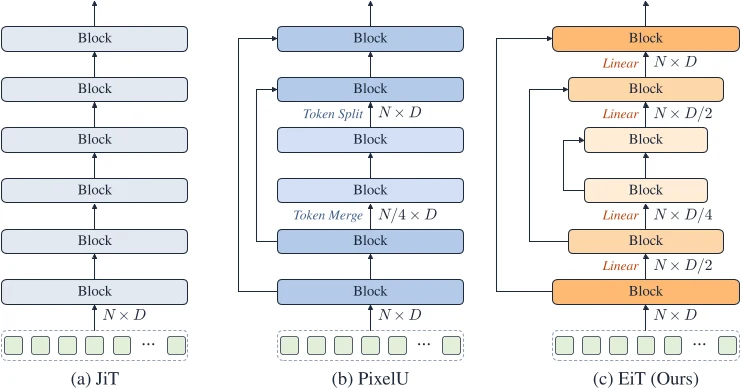 Block
Block
Block
Block
Block
Block
N × D
...
(a) JiT
Block
Block
Token Split N × D
Block
Block
Token Merge N/4 × D
Block
Block
N × D
...
(b) PixelU
Block
Linear N × D
Block
Linear N × D/2
Block
Block
Linear N × D/4
Block
Linear N × D/2
Block
N × D
...
(c) EiT (Ours)